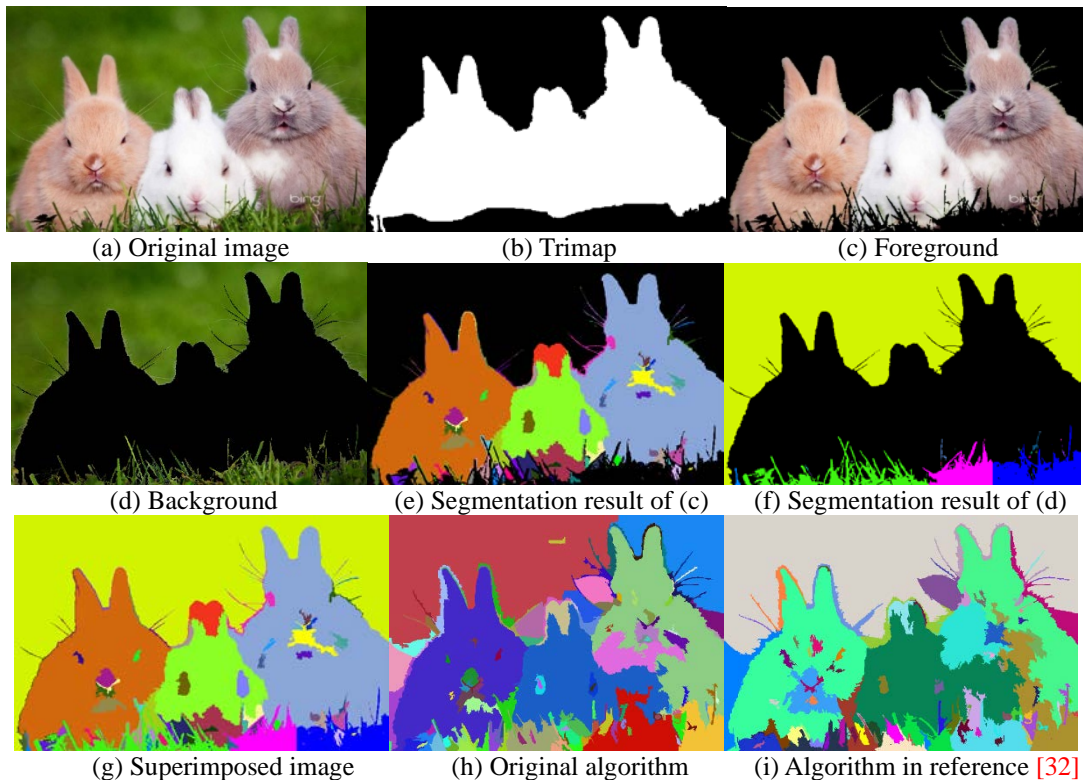 bing
bing
(a) Original image
(b) Trimap
(c) Foreground
(d) Background
(e) Segmentation result of (c)
(f) Segmentation result of (d)
(g) Superimposed image
(h) Original algorithm
(i) Algorithm in reference [32]